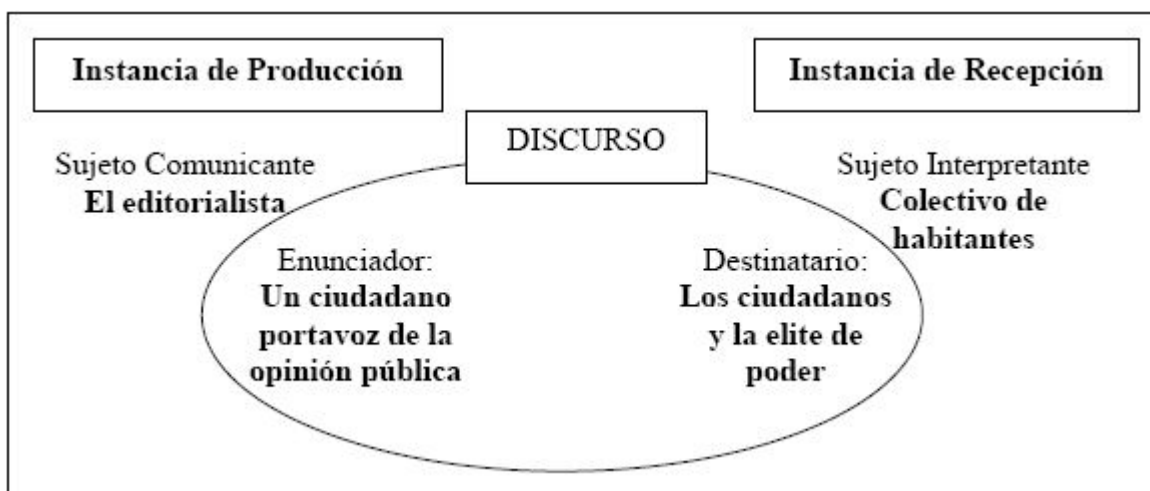 Instancia de Producción
Instancia de Recepción
DISCURSO
Sujeto Comunicante
El editorialista
Sujeto Interpretante
Colectivo de
habitantes
Enunciador:
Un ciudadano
portavoz de la
opinión pública
Destinatario:
Los ciudadanos
y la elite de
poder